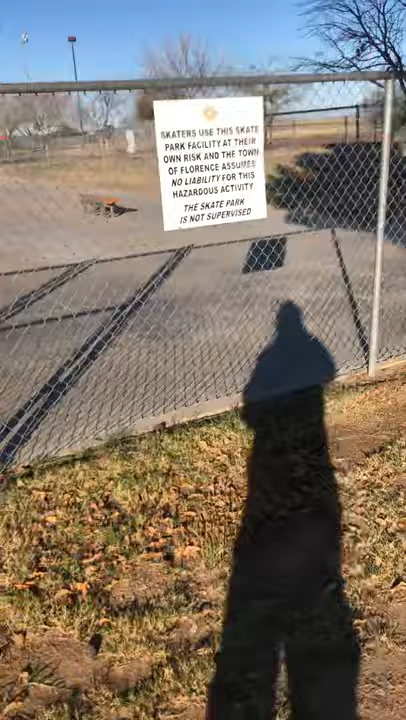 SKATERS USE THIS SKATE
PARK FACILITY AT THEIR
OWN RISK AND THE TOWN
OF FLORENCE ASSUMES
NO LIABILITY FOR THIS
HAZARDOUS ACTIVITY
THE SKATE PARK
IS NOT SUPERVISED